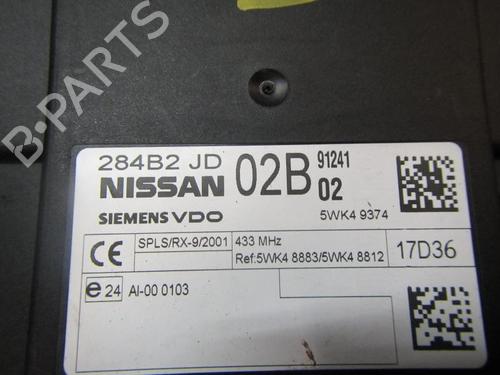 B-PARTS
284B2 JD 02B 91241
NISSAN 02
SIEMENS VDO 5WK4 9374
CE SPLS/RX-9/2001 433 MHz 17D36
Ref:5WK4 8883/5WK4 8812
e 24 AI-00 0103